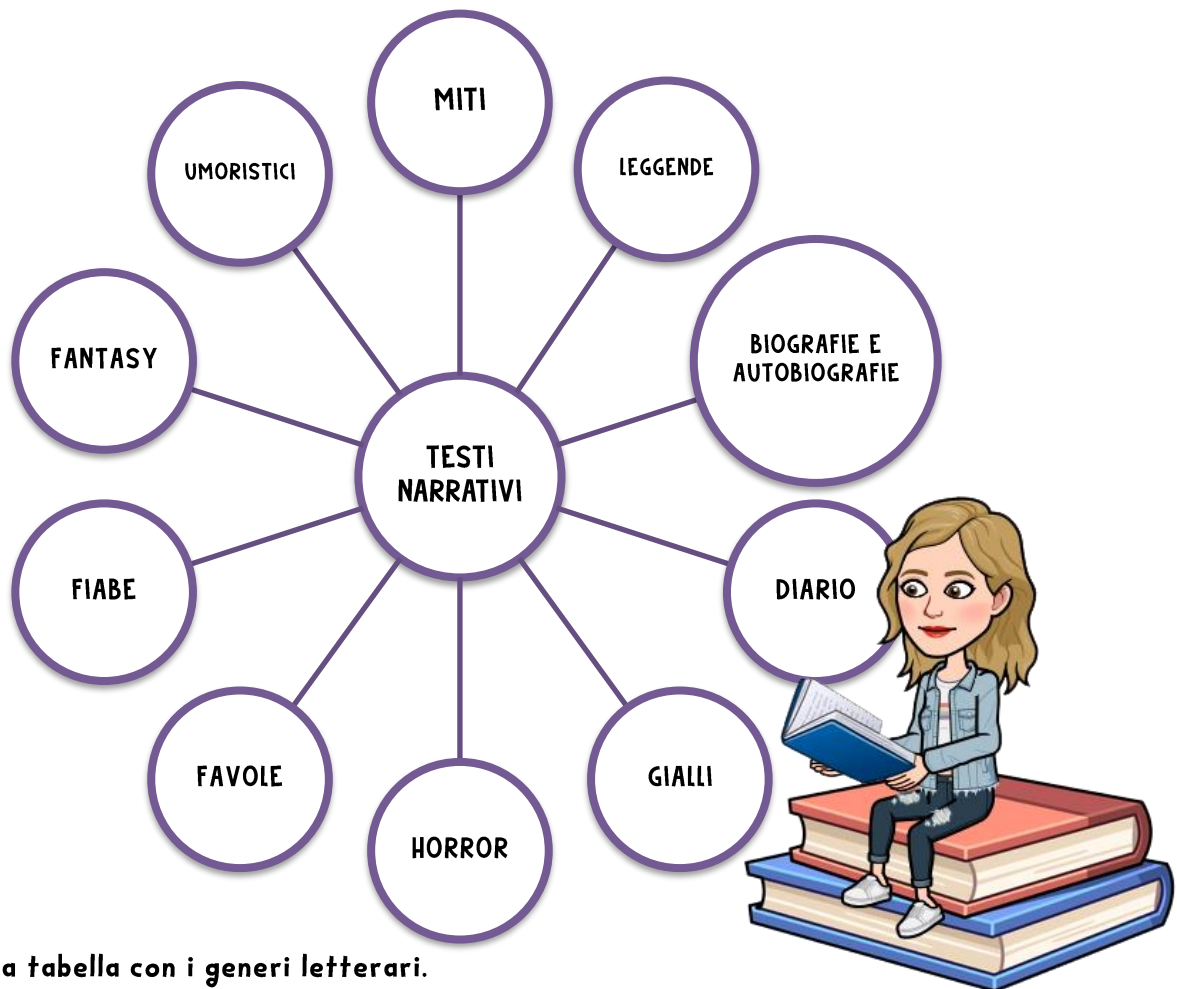 MITI
UMORISTICI
LEGGENDE
BIOGRAFIE E
AUTOBIOGRAFIE
FANTASY
TESTI
NARRATIVI
FIABE
DIARIO
FAVOLE
GIALLI
HORROR
a tabella con i generi letterari.